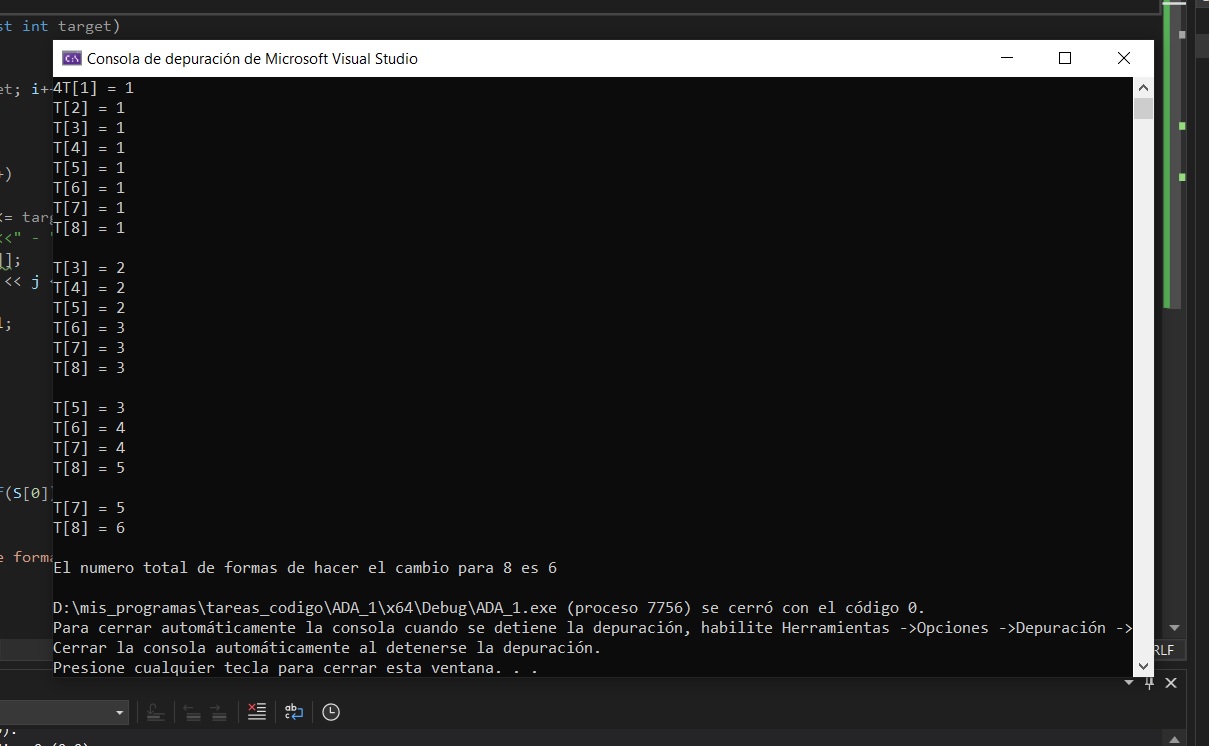 st int target)
Consola de depuración de Microsoft Visual Studio
et; i+
4T[1] = 1
T[2] = 1
T[3] = 1
T[4] = 1
T[5] = 1
+)
T[6] = 1
T[7] = 1
<= targ
T[8] = 1
<<" - "
]];
T[3] = 2
<< j
T[4] = 2
T[5] = 2
T[6] = 3
T[7] = 3
T[8] = 3
T[5] = 3
T[6] = 4
T[7] = 4
T[8] = 5
f(S[0]
T[7] = 5
T[8] = 6
e forma
El numero total de formas de hacer el cambio para 8 es 6
D:\mis_programas\tareas_codigo\ADA_1\x64\Debug\ADA_1.exe (proceso 7756) se cerró con el código 0.
Para cerrar automáticamente la consola cuando se detiene la depuración, habilite Herramientas ->Opciones ->Depuración ->
Cerrar la consola automáticamente al detenerse la depuración.
RLF
Presione cualquier tecla para cerrar esta ventana. . .